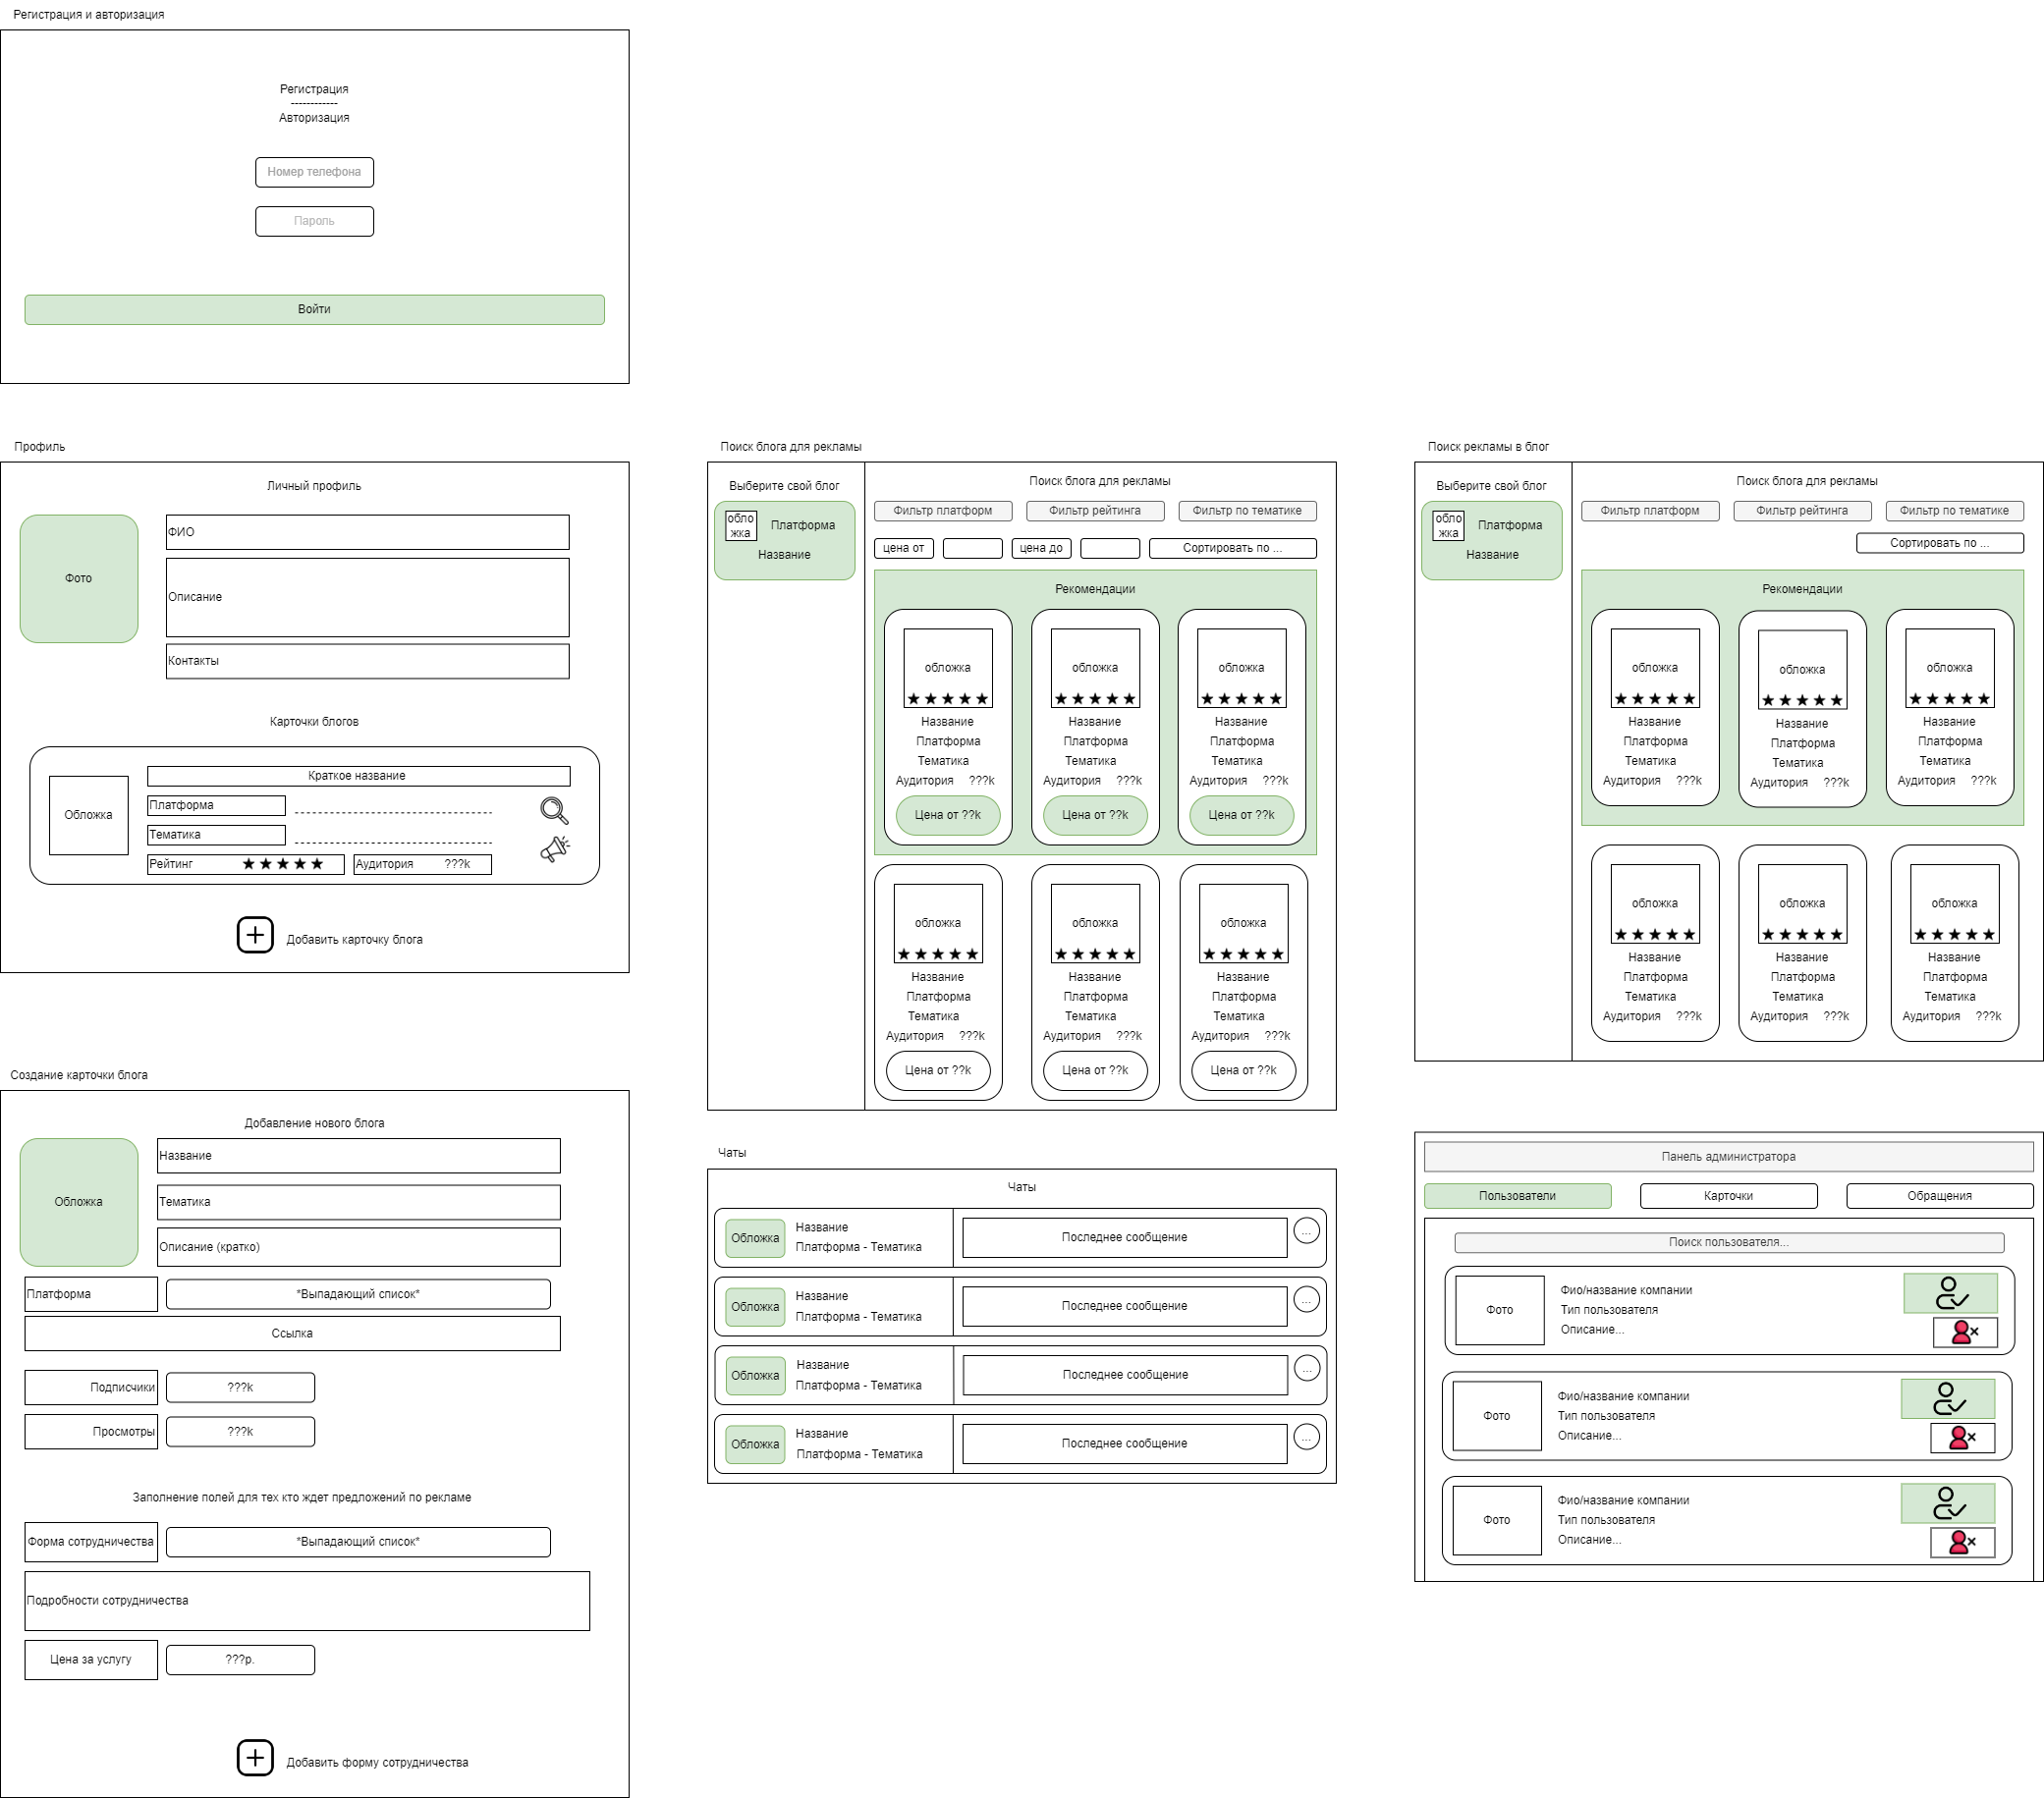 Регистрация и авторизация
Регистрация
------------
Авторизация
Номер телефона
Пароль
Войти
Профиль
Личный профиль
Фото
ФИО
Описание
Контакты
Карточки блогов
Обложка
Краткое название
Платформа
Тематика
Рейтинг
Аудитория ???k
Добавить карточку блога
Создание карточки блога
Добавление нового блога
Обложка
Название
Тематика
Описание (кратко)
Платформа
*Выпадающий список*
Ссылка
Подписчики
???k
Просмотры
???k
Заполнение полей для тех кто ждет предложений по рекламе
Форма сотрудничества
*Выпадающий список*
Подробности сотрудничества
Цена за услугу
???р.
Добавить форму сотрудничества
Поиск блога для рекламы
Выберите свой блог
обло
жка
Платформа
Название
Поиск блога для рекламы
Фильтр платформ
Фильтр рейтинга
Фильтр по тематике
цена от
цена до
Сортировать по ...
Рекомендации
обложка
Название
Платформа
Тематика
Аудитория ???k
Цена от ??k
обложка
Название
Платформа
Тематика
Аудитория ???k
Цена от ??k
обложка
Название
Платформа
Тематика
Аудитория ???k
Цена от ??k
обложка
Название
Платформа
Тематика
Аудитория ???k
Цена от ??k
обложка
Название
Платформа
Тематика
Аудитория ???k
Цена от ??k
обложка
Название
Платформа
Тематика
Аудитория ???k
Цена от ??k
Чаты
Чаты
Обложка
Название
Платформа - Тематика
Последнее сообщение
...
Обложка
Название
Платформа - Тематика
Последнее сообщение
...
Обложка
Название
Платформа - Тематика
Последнее сообщение
...
Обложка
Название
Платформа - Тематика
Последнее сообщение
...
Поиск рекламы в блог
Выберите свой блог
обло
жка
Платформа
Название
Поиск блога для рекламы
Фильтр платформ
Фильтр рейтинга
Фильтр по тематике
Сортировать по ...
Рекомендации
обложка
Название
Платформа
Тематика
Аудитория ???k
обложка
Название
Платформа
Тематика
Аудитория ???k
обложка
Название
Платформа
Тематика
Аудитория ???k
обложка
Название
Платформа
Тематика
Аудитория ???k
обложка
Название
Платформа
Тематика
Аудитория ???k
обложка
Название
Платформа
Тематика
Аудитория ???k
Панель администратора
Пользователи
Карточки
Обращения
Поиск пользователя...
Фото
Фио/название компании
Тип пользователя
Описание...
Фото
Фио/название компании
Тип пользователя
Описание...
Фото
Фио/название компании
Тип пользователя
Описание...